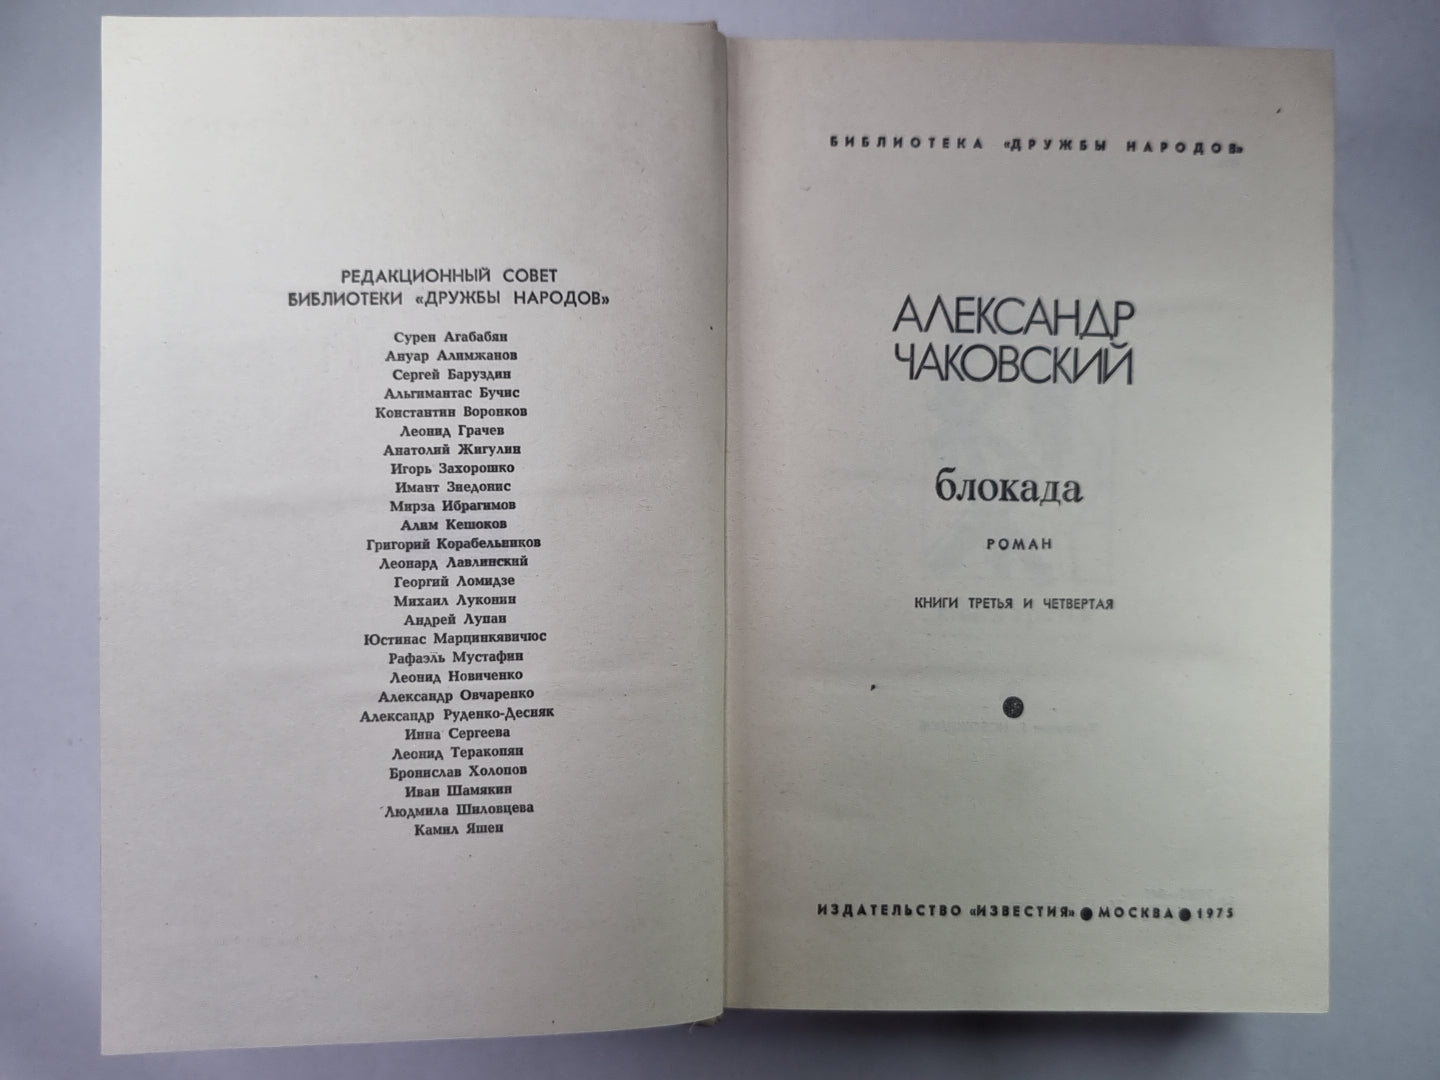 РЕДАКЦИОННЫЙ СОВЕТ
БИБЛИОТЕКИ «ДРУЖБЫ НАРОДОВ»
Сурен Агабабян
Ануар Алимжанов
Сергей Баруздин
Альгимантас Бучис
Константин Воронков
Леонид Грачев
Анатолий Жигулин
Игорь Захорошко
Имант Зиедонис
Мирза Ибрагимов
Алим Кешоков
Григорий Корабельников
Леонард Лавлинский
Георгий Ломидзе
Михаил Луконин
Андрей Лупан
Юстинас Марцинкявичюс
Рафаэль Мустафин
Леонид Новиченко
Александр Овчаренко
Александр Руденко-Десняк
Инна Сергеева
Леонид Теракопян
Бронислав Холопов
Иван Шамякин
Людмила Шиловцева
Камил Яшен
БИБЛИОТЕКА «ДРУЖБЫ НАРОДОВ»
АЛЕКСАНДР
ЧАКОВСКИЙ
блокада
РОМАН
КНИГИ ТРЕТЬЯ И ЧЕТВЕРТАЯ
ИЗДАТЕЛЬСТВО «ИЗВЕСТИЯ» ● МОСКВА ● 1975